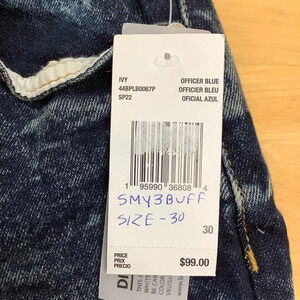 IVY OFFICER BLUE
44BPLB0067P OFFICIER BLEU
SP22 OFICIAL AZUL
1 95990 36808 4
SMY3BUFF
SIZE-30
30
PRICE
PRIX
PRECIO $99.00